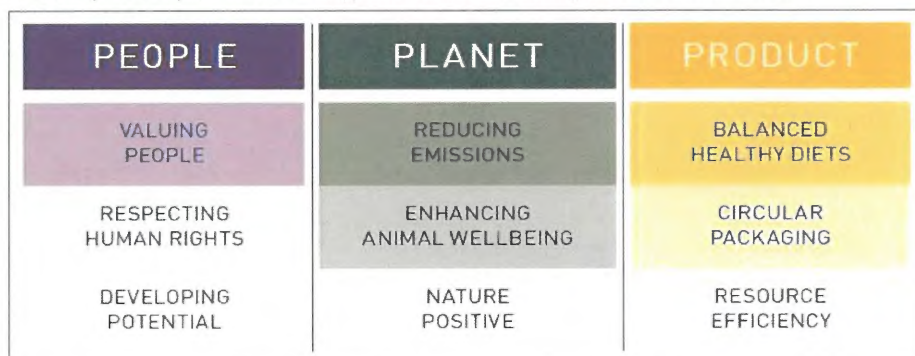 PEOPLE
VALUING
PEOPLE
RESPECTING
HUMAN RIGHTS
DEVELOPING
POTENTIAL
PLANET
REDUCING
EMISSIONS
ENHANCING
ANIMAL WELLBEING
NATURE
POSITIVE
PRODUCT
BALANCED
HEALTHY DIETS
CIRCULAR
PACKAGING
RESOURCE
EFFICIENCY